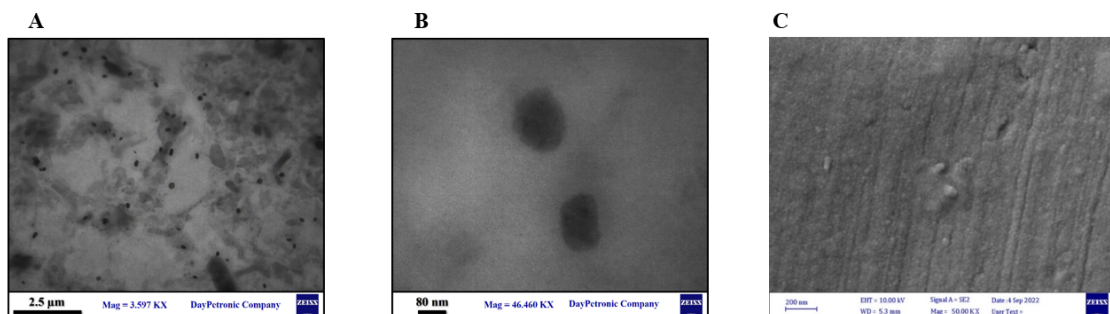 A B C
2.5 µm Mag = 3.597 KX DayPetronic Company ZEISS
80 nm Mag = 46.460 KX DayPetronic Company ZEISS
200 nm EHT = 10.00 kV Signal A = SE2 Date :4 Sep 2022 ZEISS
WD = 5.3 mm Mag = 50.00 KX User Text =